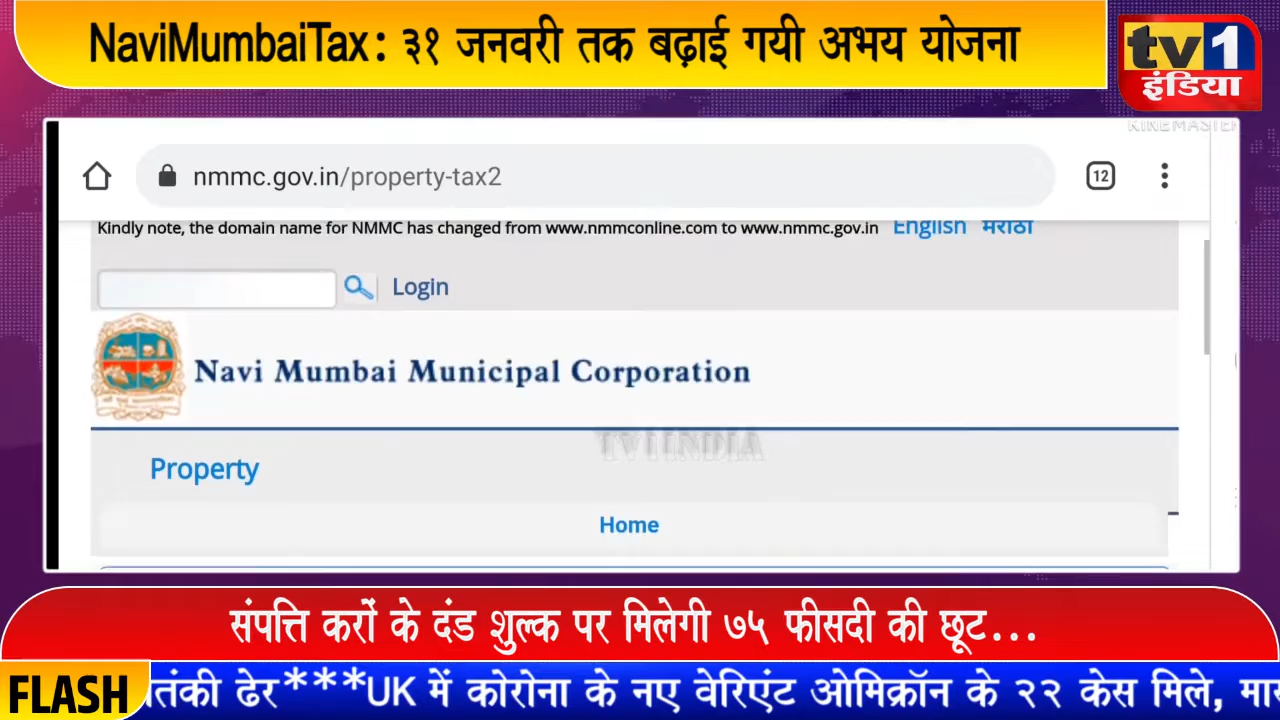 NaviMumbaiTax: ३१ जनवरी तक बढ़ाई गयी अभय योजना
tv1
इंडिया
KINEMASTER
nmmc.gov.in/property-tax2
12
Kindly note, the domain name for NMMC has changed from www.nmmconline.com to www.nmmc.gov.in English मराठी
Login
Navi Mumbai Municipal Corporation
TV1INDIA
Property
Home
संपत्ति करों के दंड शुल्क पर मिलेगी ७५ फीसदी की छूट...
FLASH
तंकी ढेर***UK में कोरोना के नए वेरिएंट ओमिक्रॉन के २२ केस मिले,